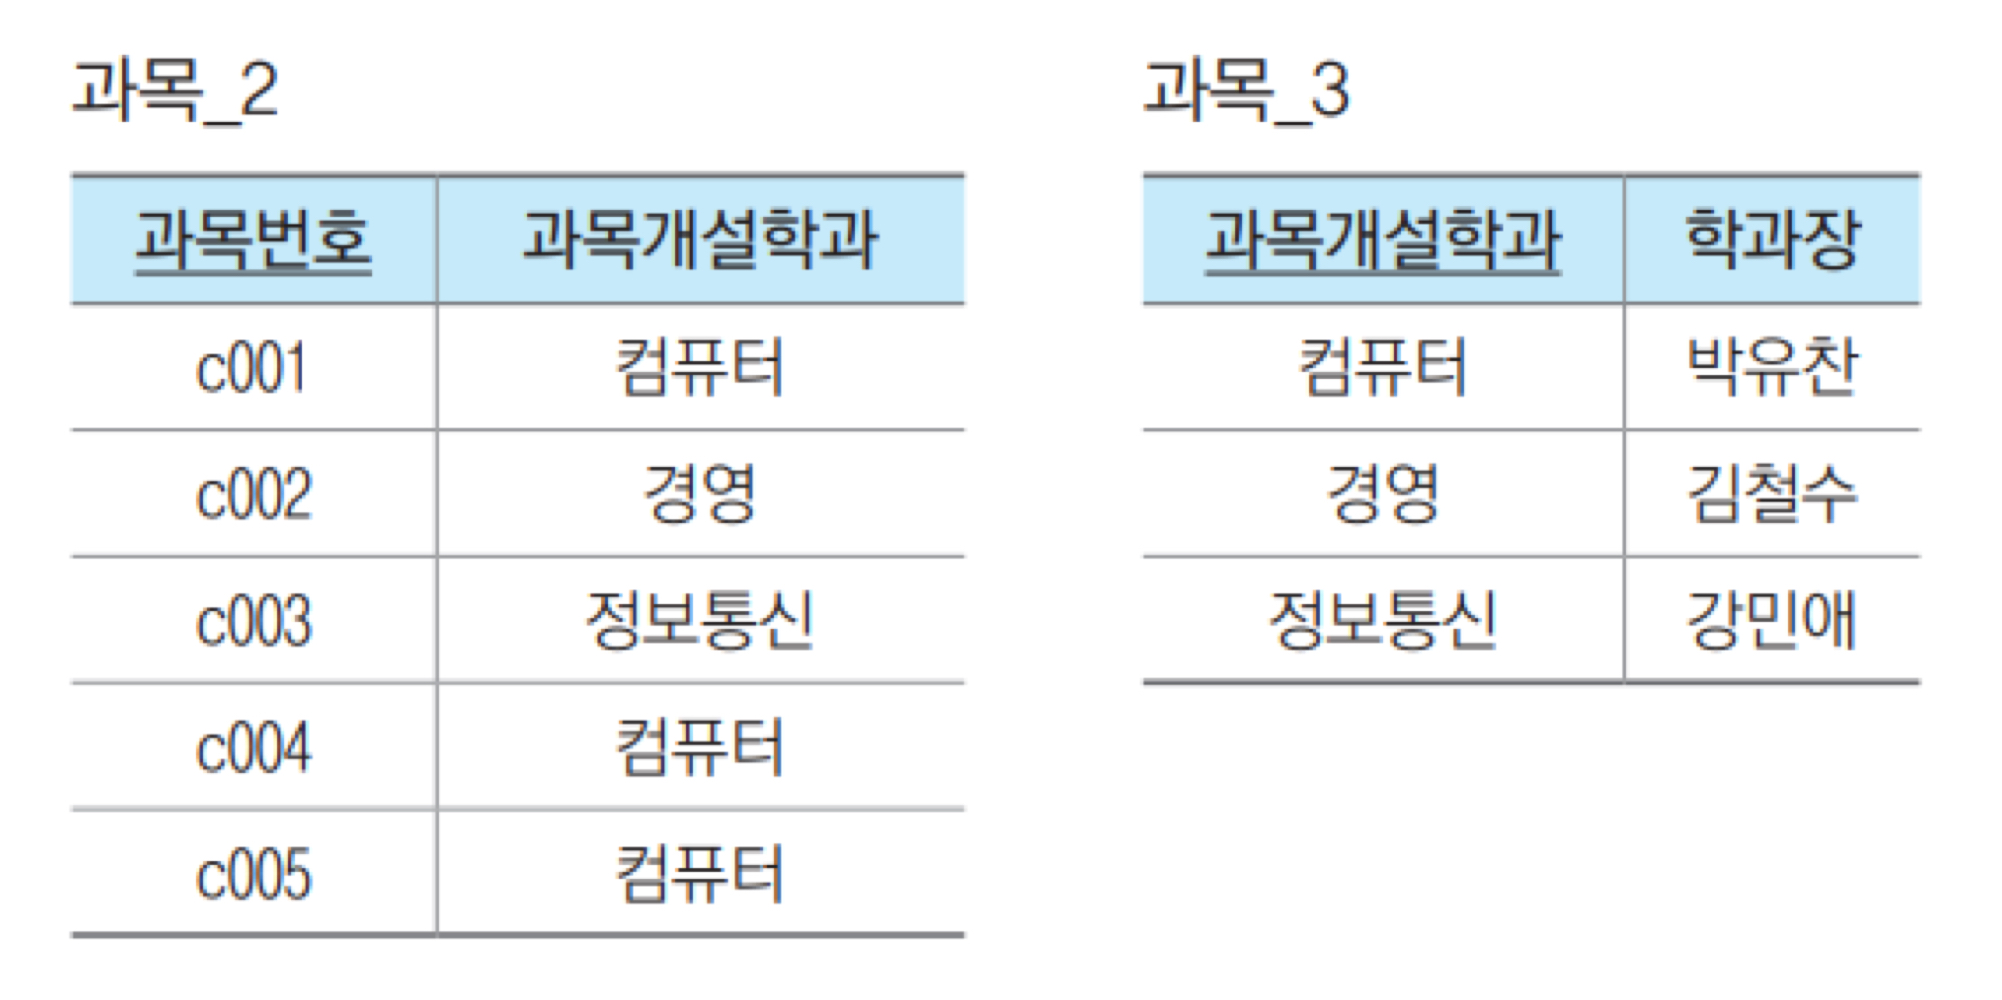 과목_2
과목번호 과목개설학과
c001 컴퓨터
c002 경영
c003 정보통신
c004 컴퓨터
c005 컴퓨터
과목_3
과목개설학과 학과장
컴퓨터 박유찬
경영 김철수
정보통신 강민애